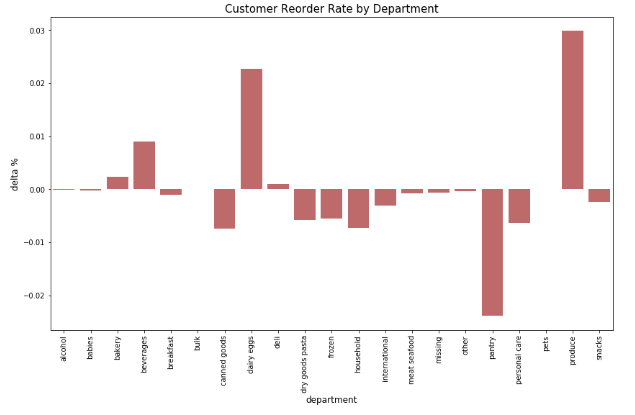 Customer Reorder Rate by Department
0.03
0.02
0.01
0.00
−0.01
−0.02
delta %
alcohol
babies
bakery
beverages
breakfast
bulk
canned goods
dairy eggs
deli
dry goods pasta
frozen
household
international
meat seafood
missing
other
pantry
personal care
pets
produce
snacks
department